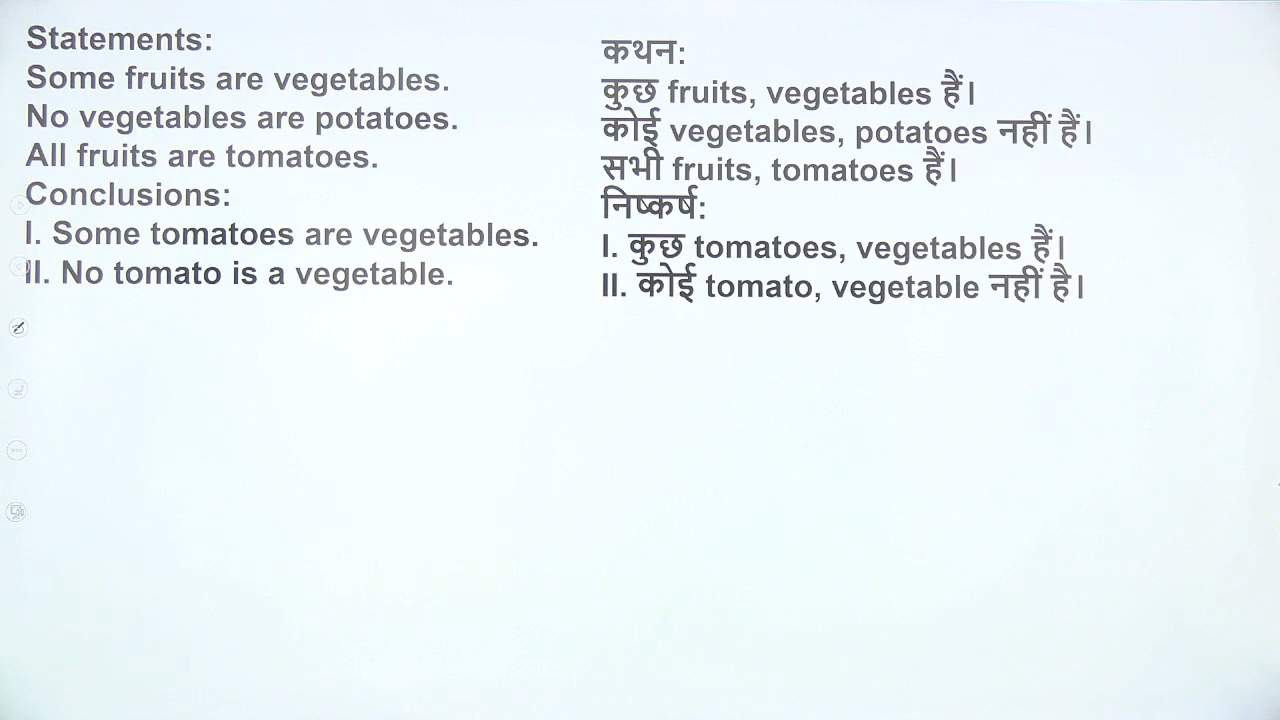 Statements:
Some fruits are vegetables.
No vegetables are potatoes.
All fruits are tomatoes.
Conclusions:
I. Some tomatoes are vegetables.
II. No tomato is a vegetable.
कथन:
कुछ fruits, vegetables हैं।
कोई vegetables, potatoes नहीं हैं।
सभी fruits, tomatoes हैं।
निष्कर्ष:
I. कुछ tomatoes, vegetables हैं।
II. कोई tomato, vegetable नहीं है।